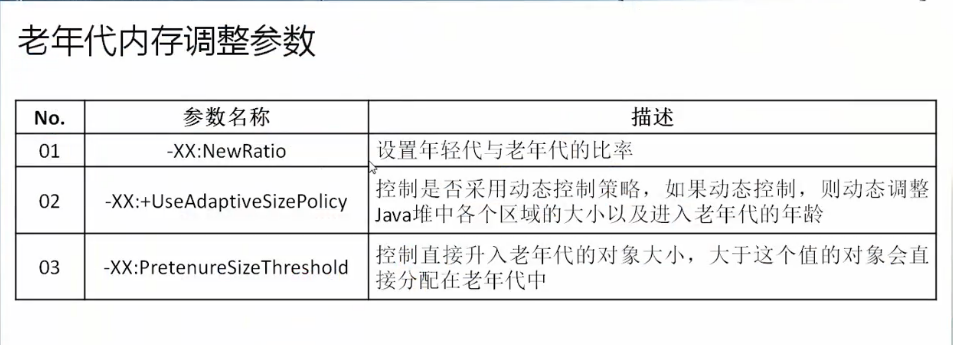 老年代内存调整参数
No. 参数名称 描述
01 -XX:NewRatio 设置年轻代与老年代的比率
02 -XX:+UseAdaptiveSizePolicy 控制是否采用动态控制策略，如果动态控制，则动态调整
Java堆中各个区域的大小以及进入老年代的年龄
03 -XX:PretenureSizeThreshold 控制直接升入老年代的对象大小，大于这个值的对象会直
接分配在老年代中